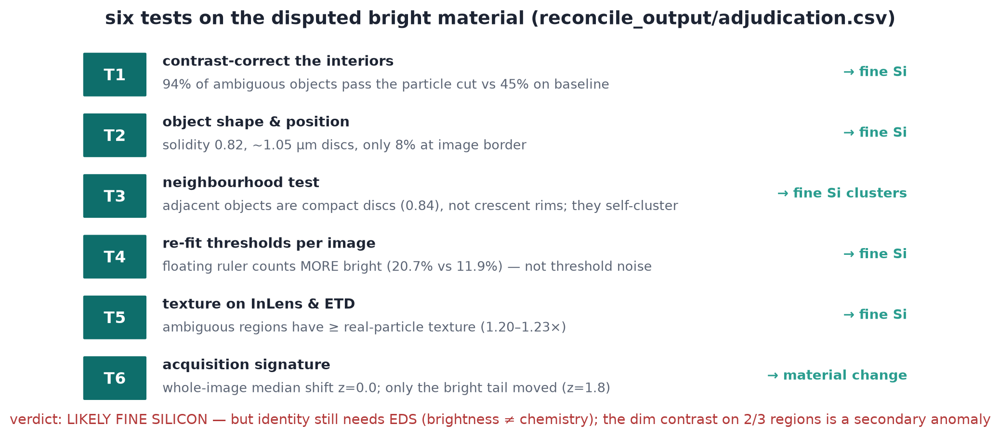 six tests on the disputed bright material (reconcile_output/adjudication.csv)
T1
contrast-correct the interiors
94% of ambiguous objects pass the particle cut vs 45% on baseline
→ fine Si
T2
object shape & position
solidity 0.82, ~1.05 µm discs, only 8% at image border
→ fine Si
T3
neighbourhood test
adjacent objects are compact discs (0.84), not crescent rims; they self-cluster
→ fine Si clusters
T4
re-fit thresholds per image
floating ruler counts MORE bright (20.7% vs 11.9%) — not threshold noise
→ fine Si
T5
texture on InLens & ETD
ambiguous regions have ≥ real-particle texture (1.20–1.23×)
→ fine Si
T6
acquisition signature
whole-image median shift z=0.0; only the bright tail moved (z=1.8)
→ material change
verdict: LIKELY FINE SILICON — but identity still needs EDS (brightness ≠ chemistry); the dim contrast on 2/3 regions is a secondary anomaly